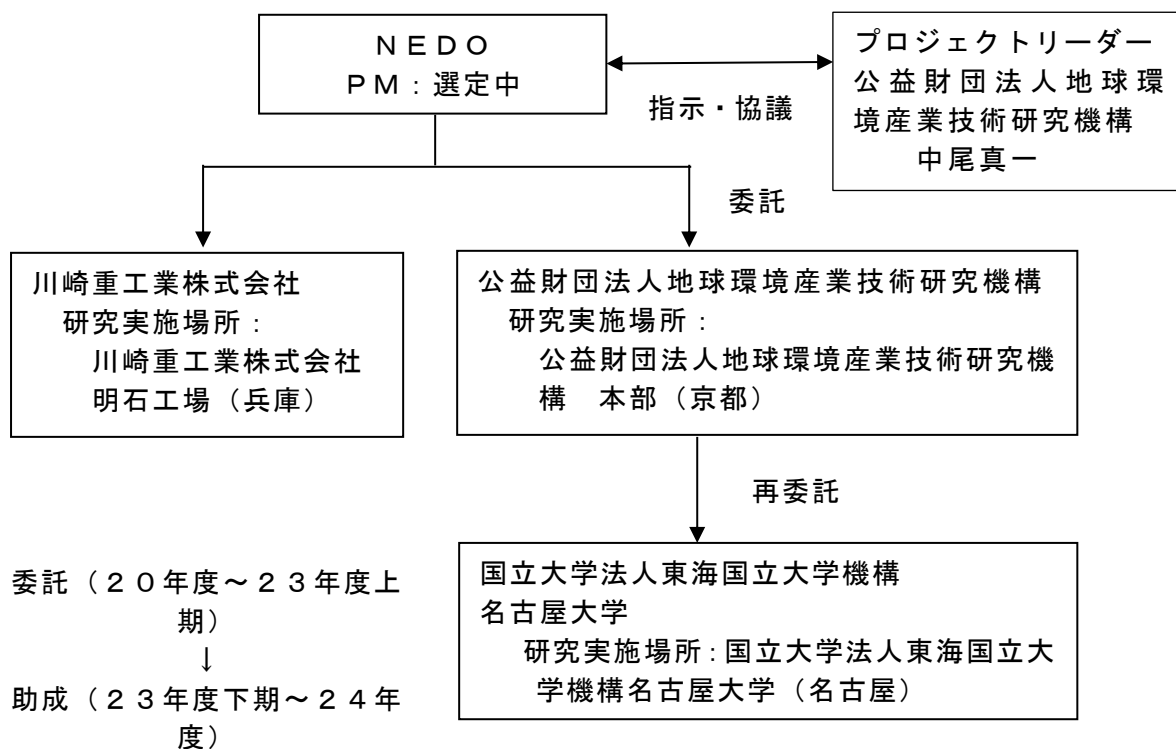 ＮＥＤＯ
ＰＭ：選定中
プロジェクトリーダー
公益財団法人地球環
境産業技術研究機構
中尾真一
指示・協議
委託
川崎重工業株式会社
研究実施場所：
川崎重工業株式会社
明石工場（兵庫）
公益財団法人地球環境産業技術研究機構
研究実施場所：
公益財団法人地球環境産業技術研究機
構　本部（京都）
再委託
委託（２０年度～２３年度上
期）
↓
助成（２３年度下期～２４年
度）
国立大学法人東海国立大学機構
名古屋大学
研究実施場所：国立大学法人東海国立大
学機構名古屋大学（名古屋）